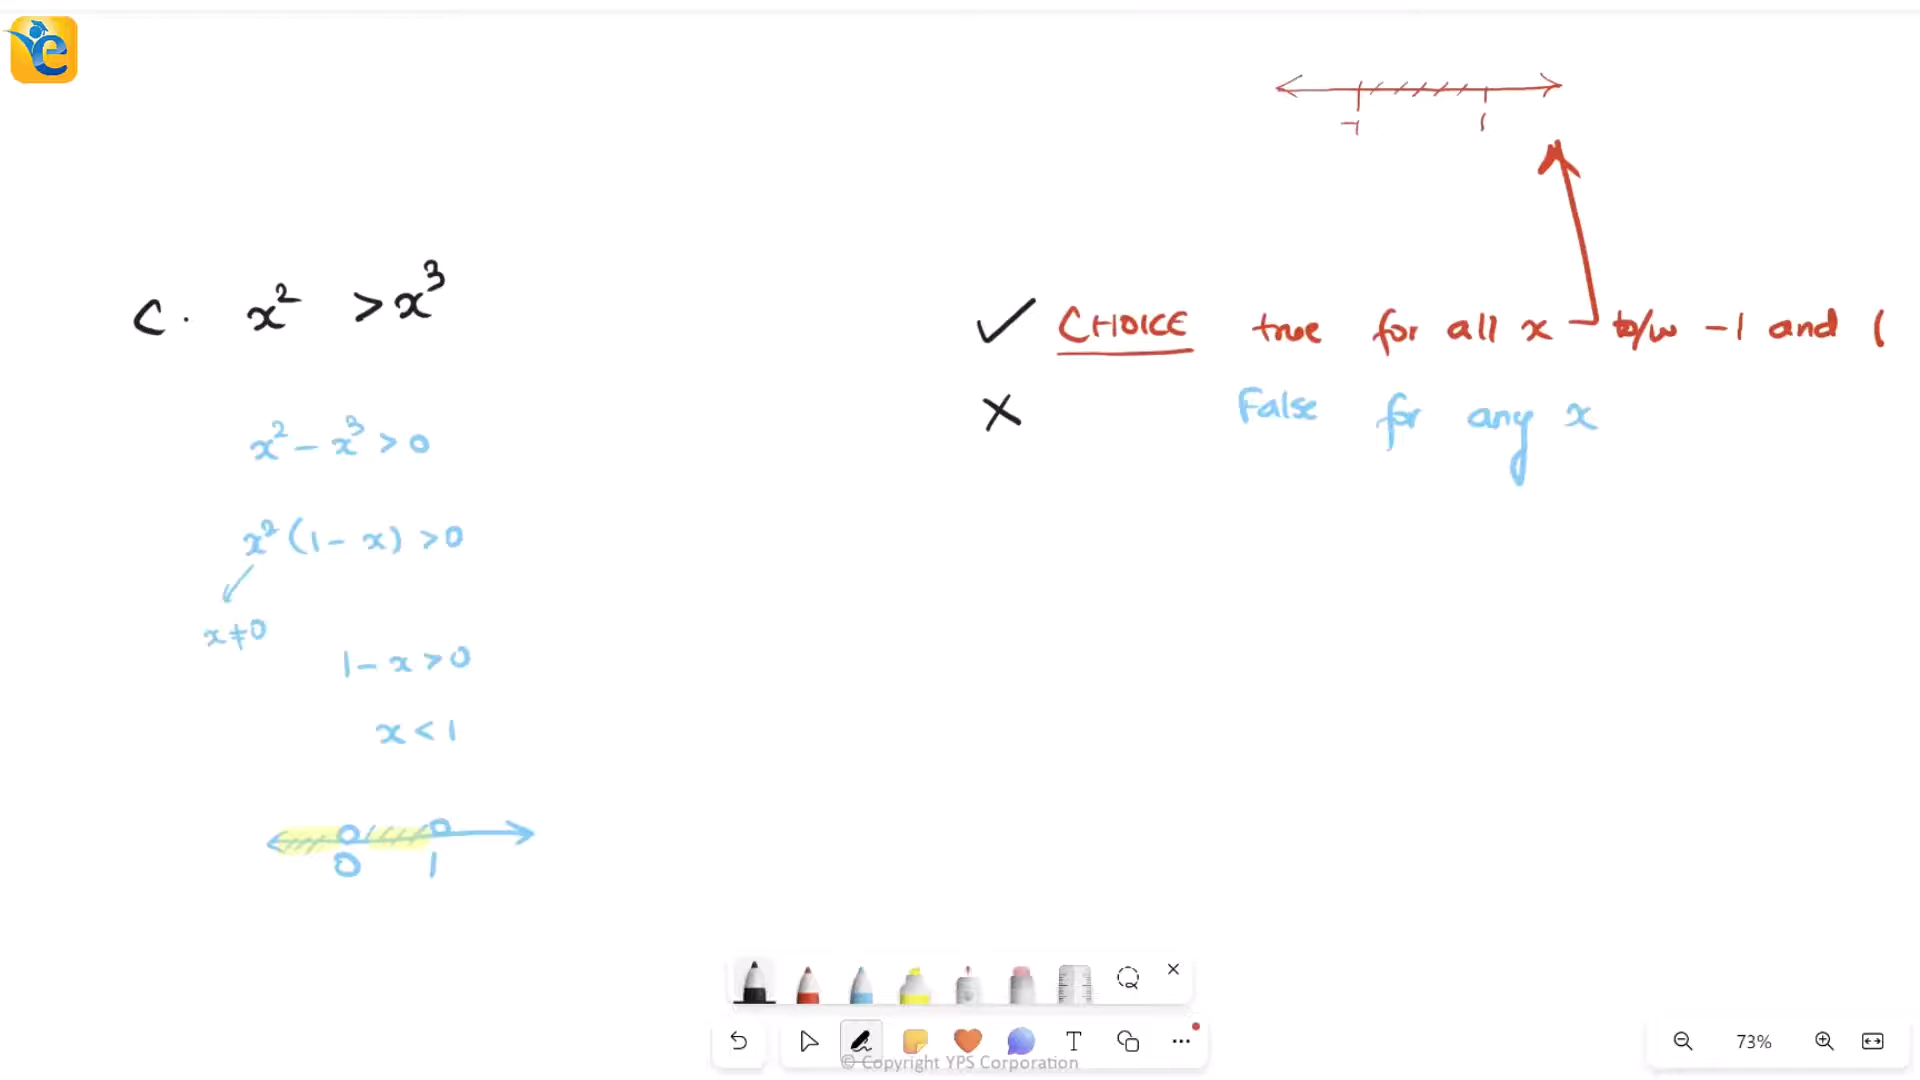 -1 1
C. x² > x³
✓ CHOICE true for all x b/w -1 and 1
✗ False for any x
x² - x³ > 0
x² (1 - x) > 0
x ≠ 0
1 - x > 0
x < 1
0 1
© Copyright YPS Corporation
73%